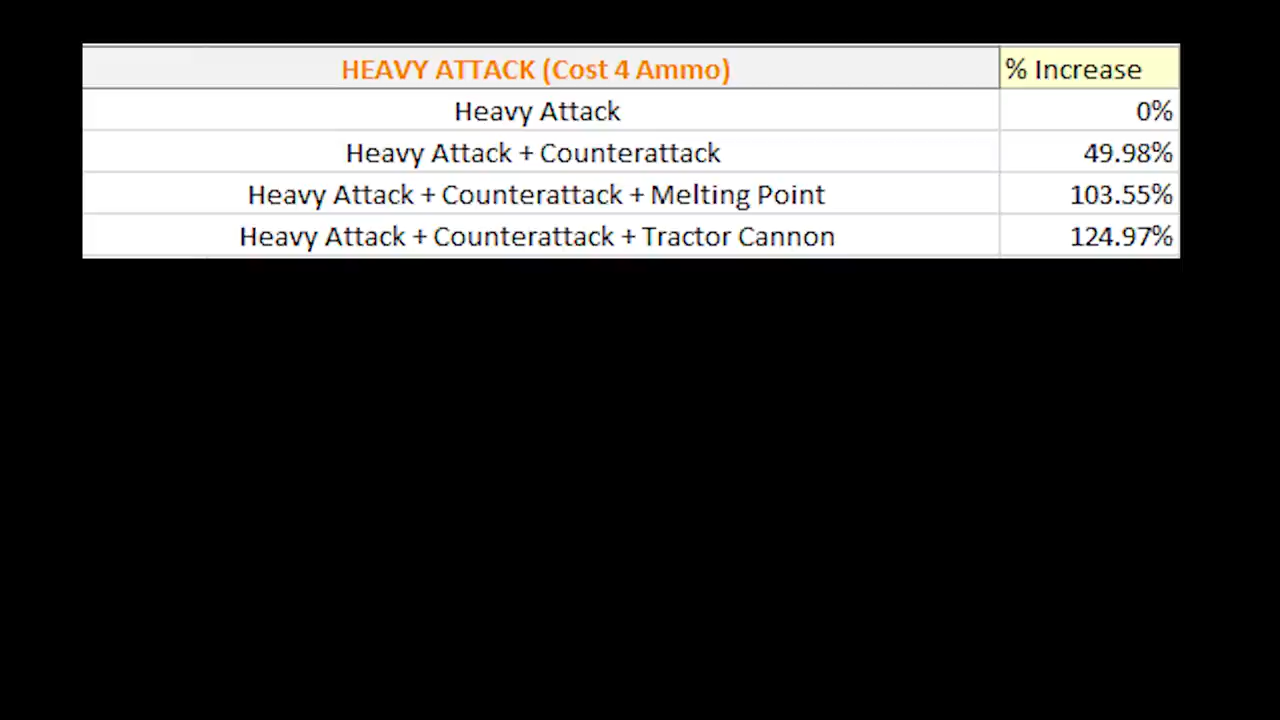 HEAVY ATTACK (Cost 4 Ammo) % Increase
Heavy Attack 0%
Heavy Attack + Counterattack 49.98%
Heavy Attack + Counterattack + Melting Point 103.55%
Heavy Attack + Counterattack + Tractor Cannon 124.97%